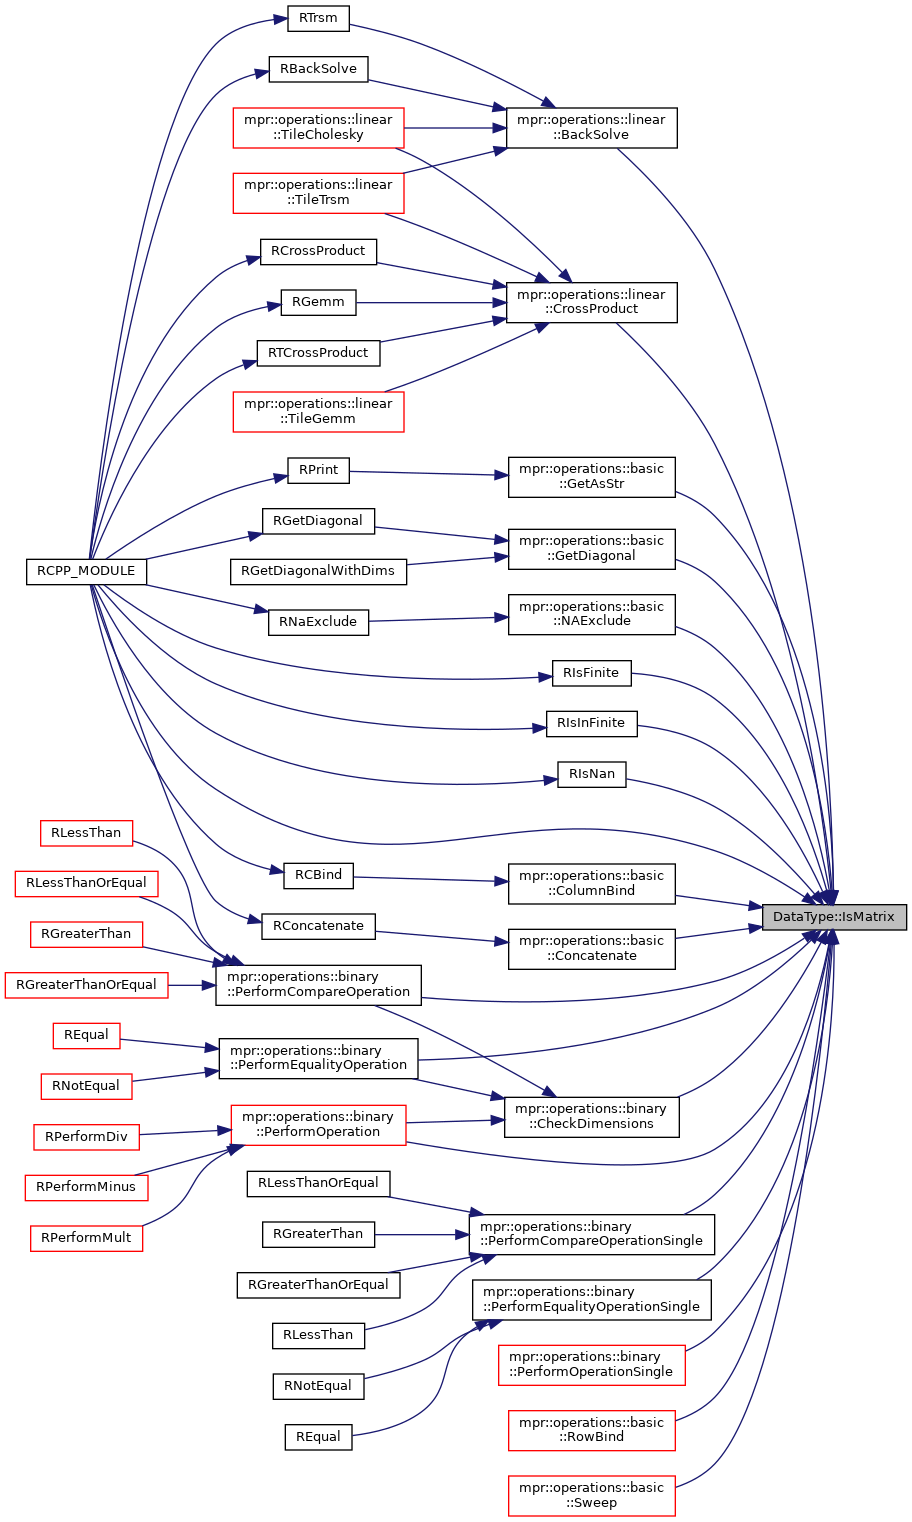 RTrsm
RBackSolve
mpr::operations::linear
::BackSolve
mpr::operations::linear
::TileCholesky
mpr::operations::linear
::TileTrsm
RCrossProduct
mpr::operations::linear
::CrossProduct
RGemm
RTCrossProduct
mpr::operations::linear
::TileGemm
RPrint
mpr::operations::basic
::GetAsStr
RGetDiagonal
mpr::operations::basic
::GetDiagonal
RCPP_MODULE
RGetDiagonalWithDims
RNaExclude
mpr::operations::basic
::NAExclude
RIsFinite
RIsInFinite
RIsNan
RLessThan
RCBind
mpr::operations::basic
::ColumnBind
RLessThanOrEqual
DataType::IsMatrix
RConcatenate
mpr::operations::basic
::Concatenate
RGreaterThan
RGreaterThanOrEqual
mpr::operations::binary
::PerformCompareOperation
REqual
mpr::operations::binary
::PerformEqualityOperation
RNotEqual
mpr::operations::binary
::CheckDimensions
RPerformDiv
mpr::operations::binary
::PerformOperation
RPerformMinus
RPerformMult
RLessThanOrEqual
RGreaterThan
mpr::operations::binary
::PerformCompareOperationSingle
RGreaterThanOrEqual
mpr::operations::binary
::PerformEqualityOperationSingle
RLessThan
mpr::operations::binary
::PerformOperationSingle
RNotEqual
REqual
mpr::operations::basic
::RowBind
mpr::operations::basic
::Sweep